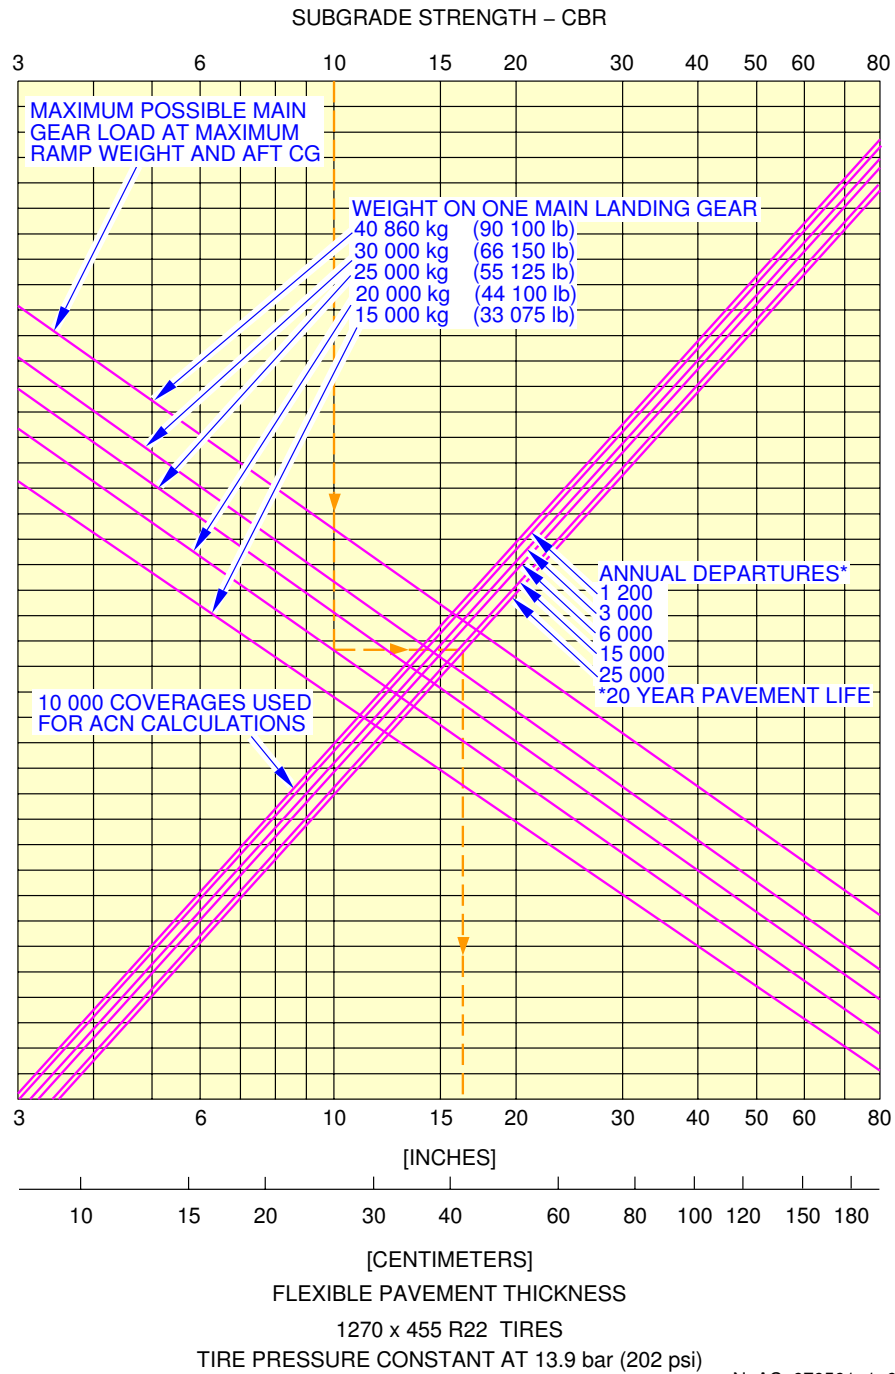 SUBGRADE STRENGTH – CBR
3 6 10 15 20 30 40 50 60 80
MAXIMUM POSSIBLE MAIN
GEAR LOAD AT MAXIMUM
RAMP WEIGHT AND AFT CG
WEIGHT ON ONE MAIN LANDING GEAR
40 860 kg (90 100 lb)
30 000 kg (66 150 lb)
25 000 kg (55 125 lb)
20 000 kg (44 100 lb)
15 000 kg (33 075 lb)
ANNUAL DEPARTURES*
1 200
3 000
6 000
15 000
25 000
*20 YEAR PAVEMENT LIFE
10 000 COVERAGES USED
FOR ACN CALCULATIONS
3 6 10 15 20 30 40 50 60 80
[INCHES]
10 15 20 30 40 60 80 100 120 150 180
[CENTIMETERS]
FLEXIBLE PAVEMENT THICKNESS
1270 x 455 R22 TIRES
TIRE PRESSURE CONSTANT AT 13.9 bar (202 psi)